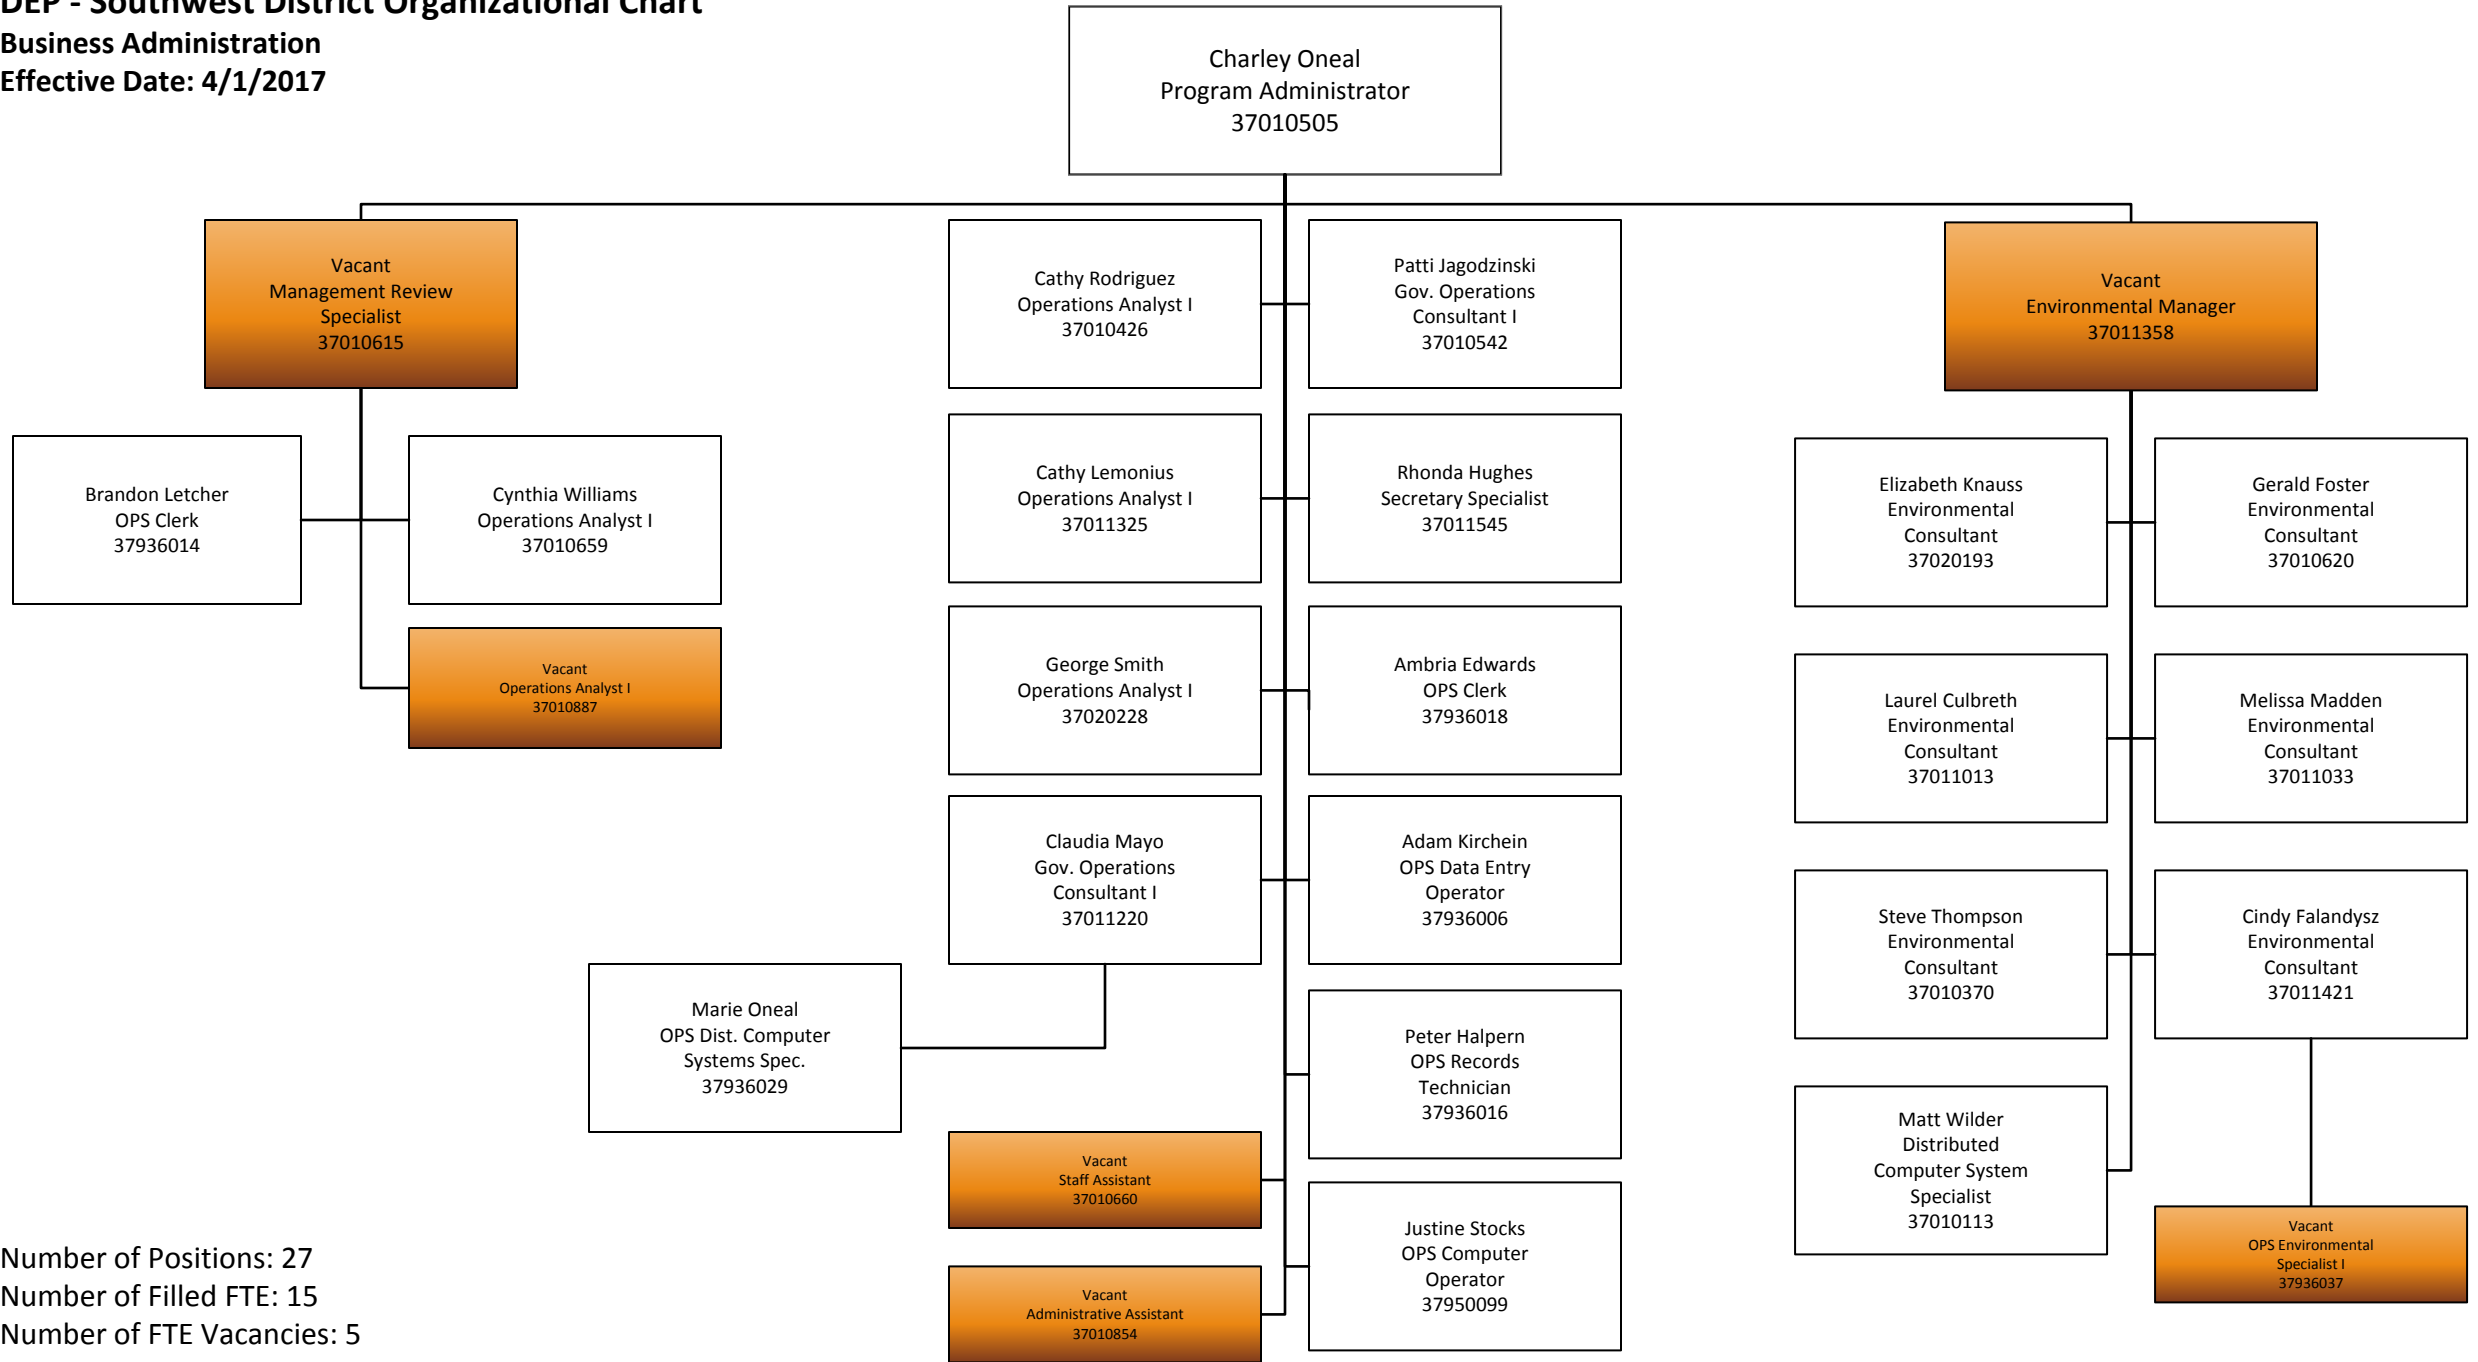 DEP - Southwest District Organizational Chart
Business Administration
Effective Date: 4/1/2017
Charley Oneal
Program Administrator
37010505
Vacant
Management Review
Specialist
37010615
Brandon Letcher
OPS Clerk
37936014
Cynthia Williams
Operations Analyst I
37010659
Vacant
Operations Analyst I
37010887
Cathy Rodriguez
Operations Analyst I
37010426
Patti Jagodzinski
Gov. Operations
Consultant I
37010542
Cathy Lemonius
Operations Analyst I
37011325
Rhonda Hughes
Secretary Specialist
37011545
George Smith
Operations Analyst I
37020228
Ambria Edwards
OPS Clerk
37936018
Claudia Mayo
Gov. Operations
Consultant I
37011220
Adam Kirchein
OPS Data Entry
Operator
37936006
Marie Oneal
OPS Dist. Computer
Systems Spec.
37936029
Peter Halpern
OPS Records
Technician
37936016
Vacant
Staff Assistant
37010660
Justine Stocks
OPS Computer
Operator
37950099
Vacant
Administrative Assistant
37010854
Vacant
Environmental Manager
37011358
Elizabeth Knauss
Environmental
Consultant
37020193
Gerald Foster
Environmental
Consultant
37010620
Laurel Culbreth
Environmental
Consultant
37011013
Melissa Madden
Environmental
Consultant
37011033
Steve Thompson
Environmental
Consultant
37010370
Cindy Falandysz
Environmental
Consultant
37011421
Matt Wilder
Distributed
Computer System
Specialist
37010113
Vacant
OPS Environmental
Specialist I
37936037
Number of Positions: 27
Number of Filled FTE: 15
Number of FTE Vacancies: 5